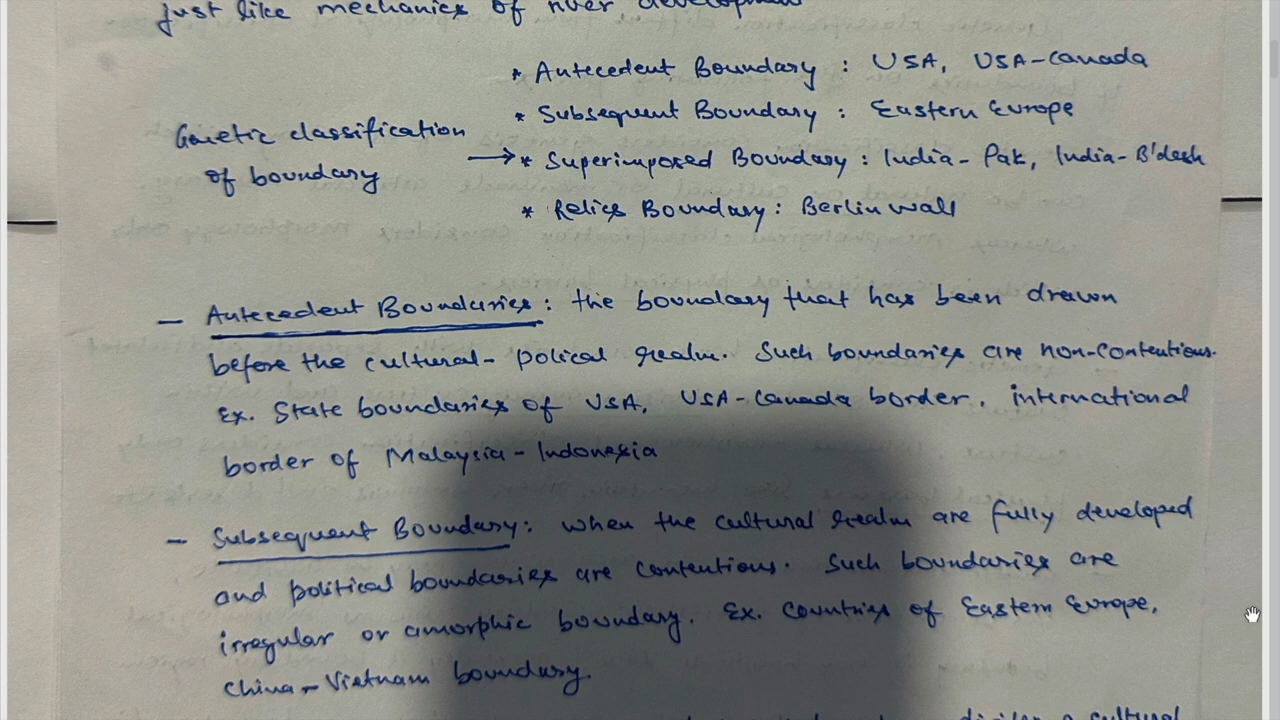 just like mechanics of river development
* Antecedent Boundary : USA, USA-Canada
* Subsequent Boundary : Eastern Europe
Genetic classification
of boundary
→ * Superimposed Boundary : India-Pak, India-B'desh
* Relics Boundary : Berlin wall
– Antecedent Boundaries : the boundary that has been drawn
before the cultural-polical realm. Such boundaries are non-contentious.
Ex. State boundaries of USA, USA-Canada border, international
border of Malaysia-Indonesia
– Subsequent Boundary : when the cultural realm are fully developed
and political boundaries are contentious. Such boundaries are
irregular or amorphic boundary. Ex. Countries of Eastern Europe,
China-Vietnam boundary.
a cultural